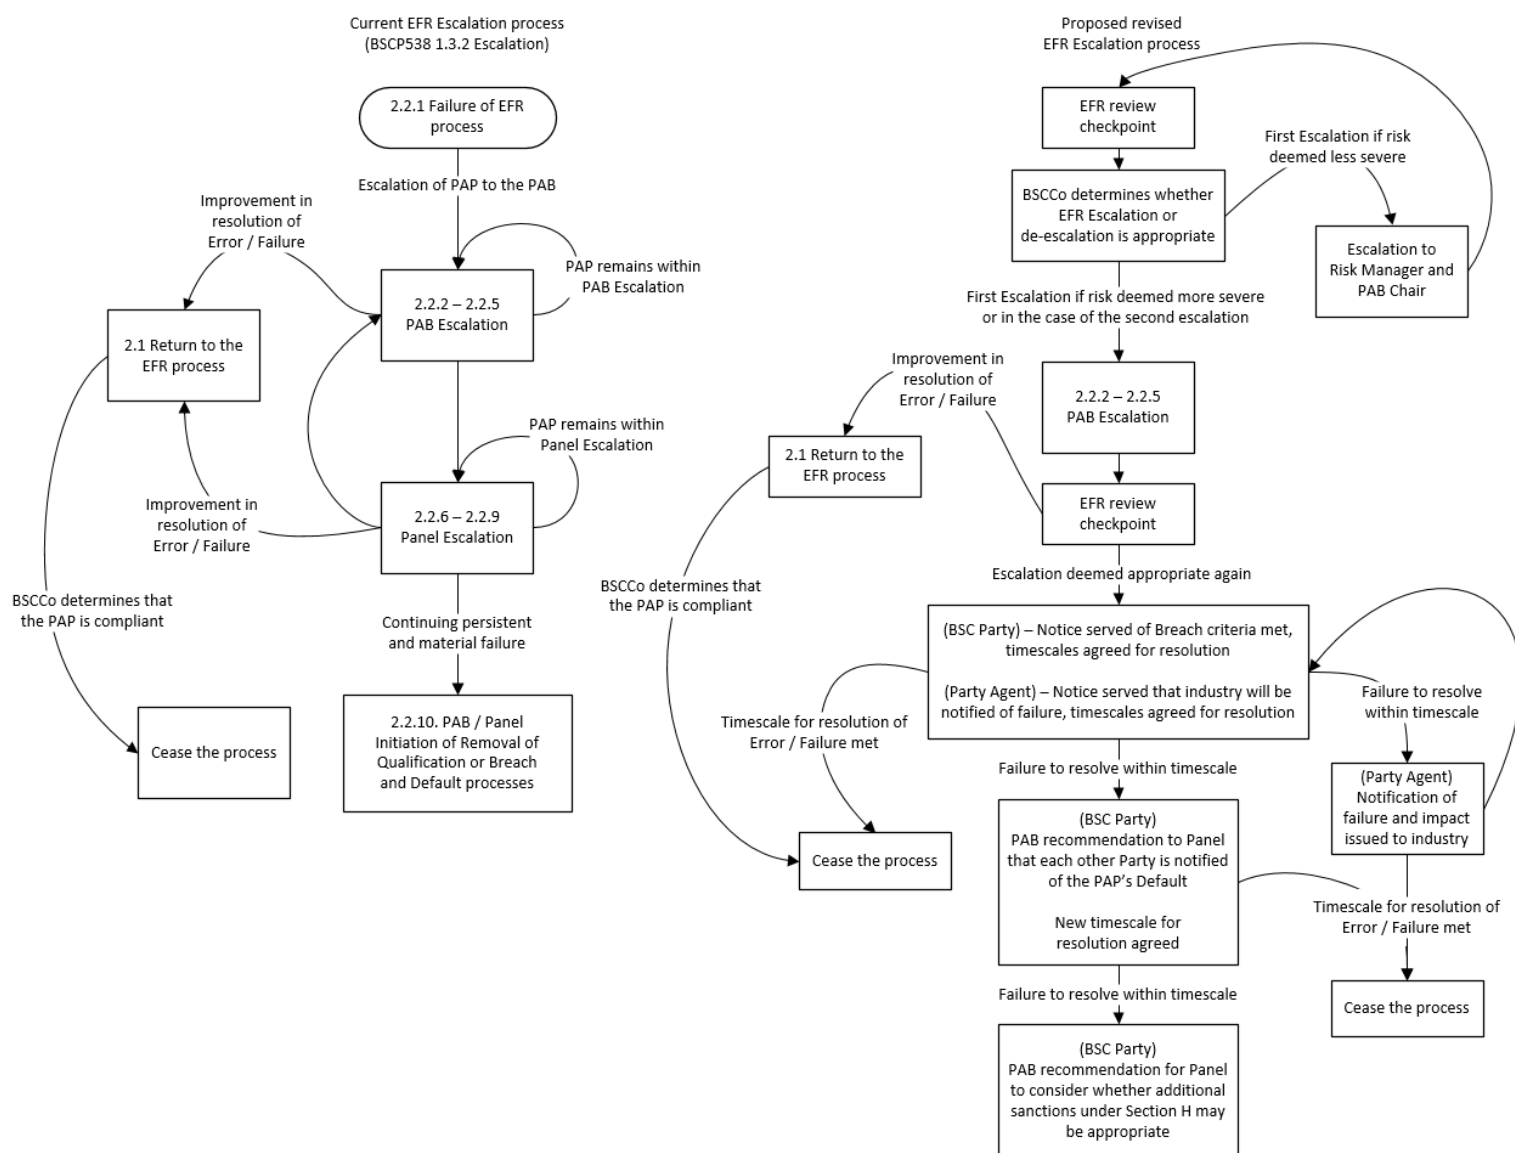 Current EFR Escalation process
(BSCP538 1.3.2 Escalation)
2.2.1 Failure of EFR
process
Escalation of PAP to the PAB
Improvement in
resolution of
Error / Failure
PAP remains within
PAB Escalation
2.2.2 – 2.2.5
PAB Escalation
2.1 Return to the
EFR process
PAP remains within
Panel Escalation
Improvement in
resolution of
Error / Failure
2.2.6 – 2.2.9
Panel Escalation
BSCCo determines that
the PAP is compliant
Continuing persistent
and material failure
Cease the process
2.2.10. PAB / Panel
Initiation of Removal of
Qualification or Breach
and Default processes
Proposed revised
EFR Escalation process
EFR review
checkpoint
First Escalation if risk
deemed less severe
BSCCo determines whether
EFR Escalation or
de-escalation is appropriate
Escalation to
Risk Manager and
PAB Chair
First Escalation if risk deemed more severe
or in the case of the second escalation
Improvement in
resolution of
Error / Failure
2.2.2 – 2.2.5
PAB Escalation
2.1 Return to the
EFR process
EFR review
checkpoint
Escalation deemed appropriate again
BSCCo determines that
the PAP is compliant
(BSC Party) – Notice served of Breach criteria met,
timescales agreed for resolution
(Party Agent) – Notice served that industry will be
notified of failure, timescales agreed for resolution
Failure to resolve
within timescale
Timescale for resolution of
Error / Failure met
Failure to resolve within timescale
(Party Agent)
Notification of
failure and impact
issued to industry
(BSC Party)
PAB recommendation to Panel
that each other Party is notified
of the PAP’s Default
New timescale for
resolution agreed
Cease the process
Timescale for resolution of
Error / Failure met
Failure to resolve within timescale
Cease the process
(BSC Party)
PAB recommendation for Panel
to consider whether additional
sanctions under Section H may
be appropriate